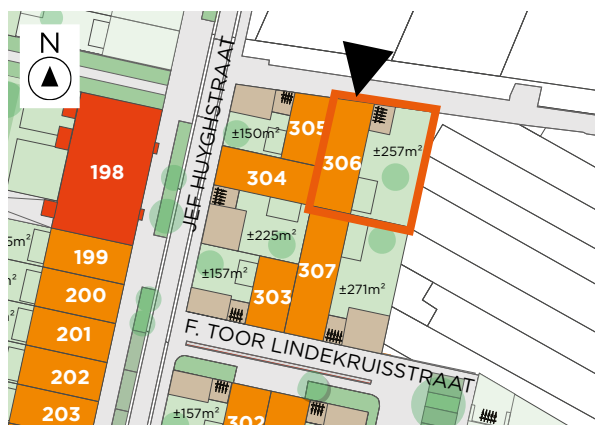 N
JEF HUYGHSTRAAT
±150m²
305
306
±257m²
304
198
±225m²
199
307
±157m²
303
±271m²
200
201
F. TOOR LINDEKRUISSTRAAT
202
203
±157m²
302